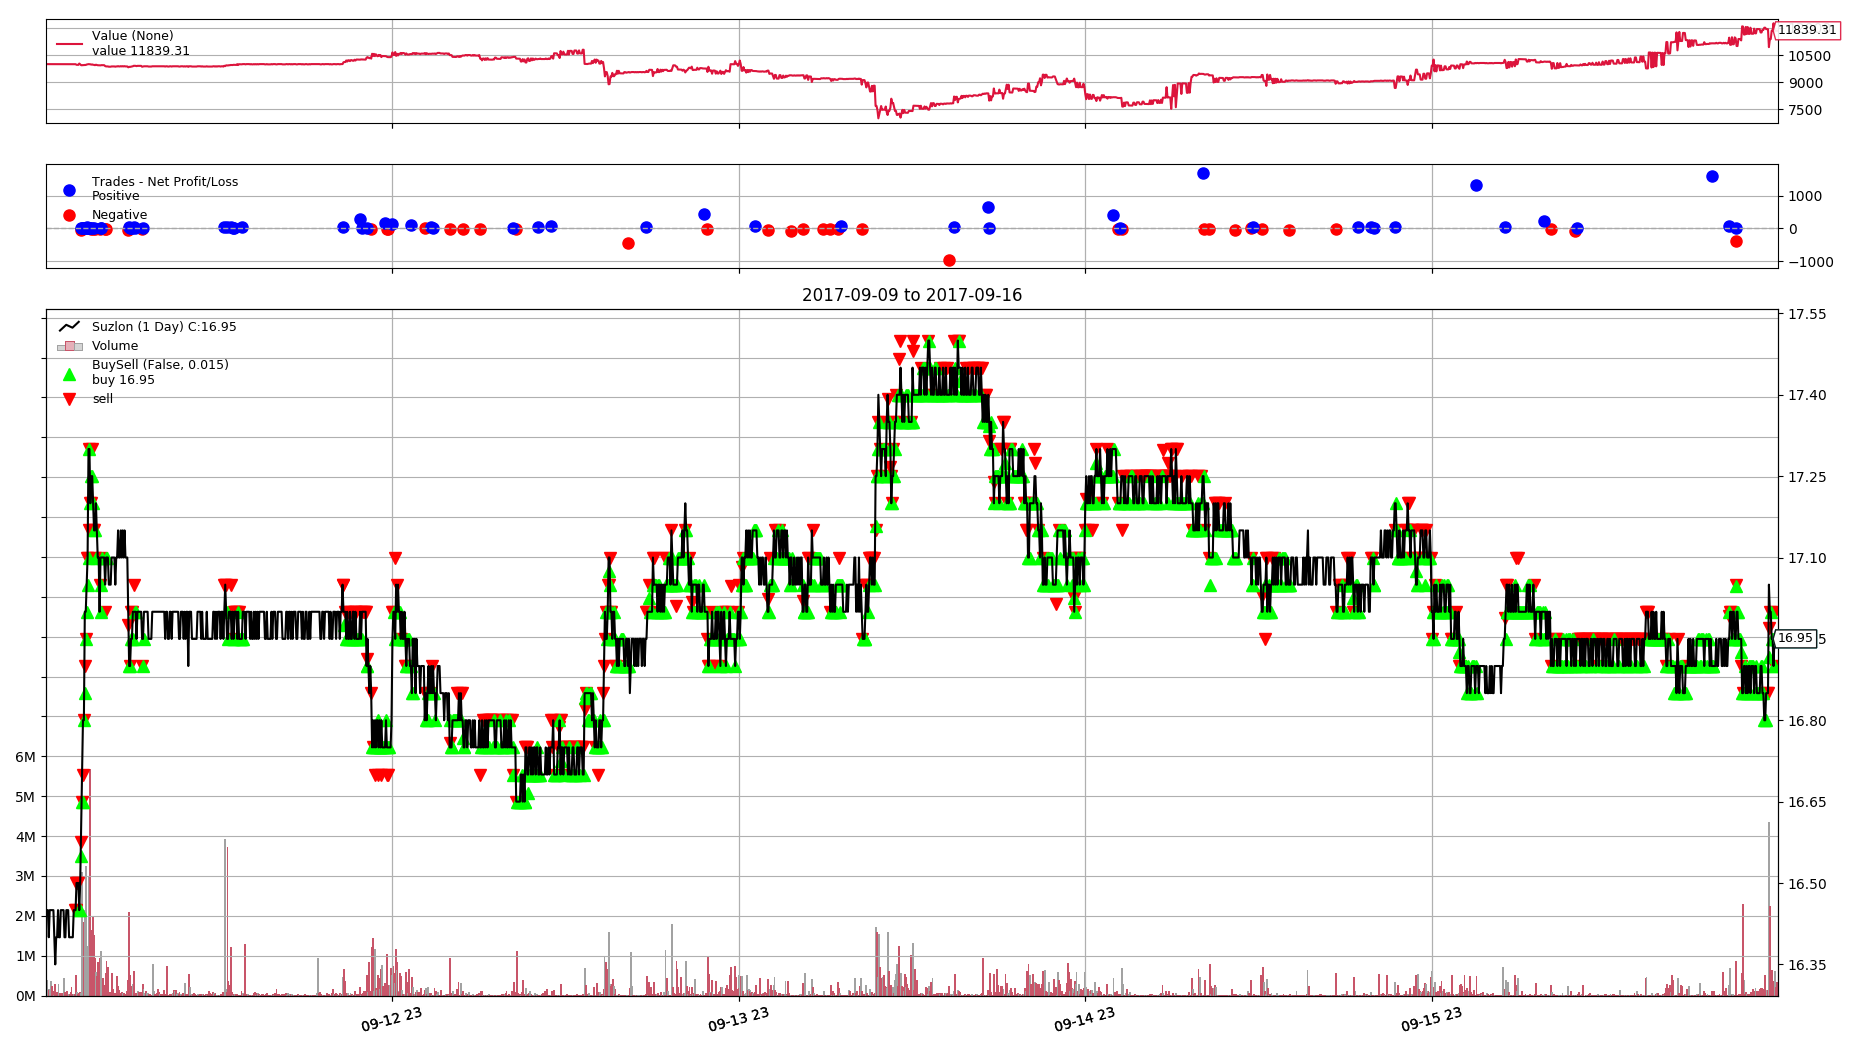 Value (None)
value 11839.31
11839.31
10500
9000
7500
Trades - Net Profit/Loss
Positive
Negative
1000
0
−1000
2017-09-09 to 2017-09-16
Suzlon (1 Day) C:16.95
Volume
BuySell (False, 0.015)
buy 16.95
sell
17.55
17.40
17.25
17.10
16.95
16.80
16.65
16.50
16.35
6M
5M
4M
3M
2M
1M
0M
09-12 23
09-13 23
09-14 23
09-15 23